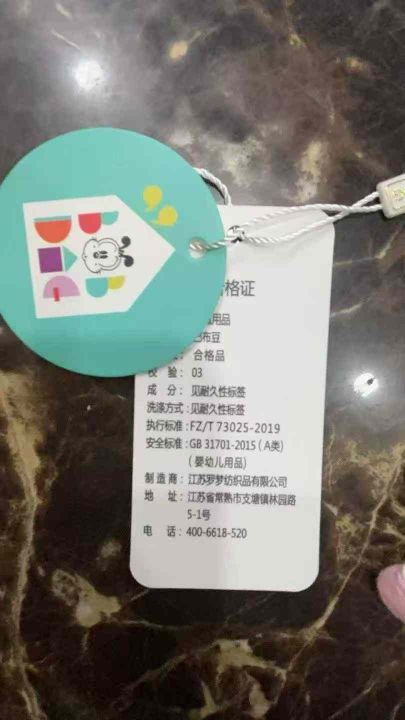 格证
用品
巴布豆
合格品
校 验： 03
成 分： 见耐久性标签
洗涤方式：见耐久性标签
执行标准：FZ/T 73025-2019
安全标准：GB 31701-2015（A类）
（婴幼儿用品）
制 造 商：江苏罗梦纺织品有限公司
地 址：江苏省常熟市支塘镇林园路
5-1号
电 话：400-6618-520